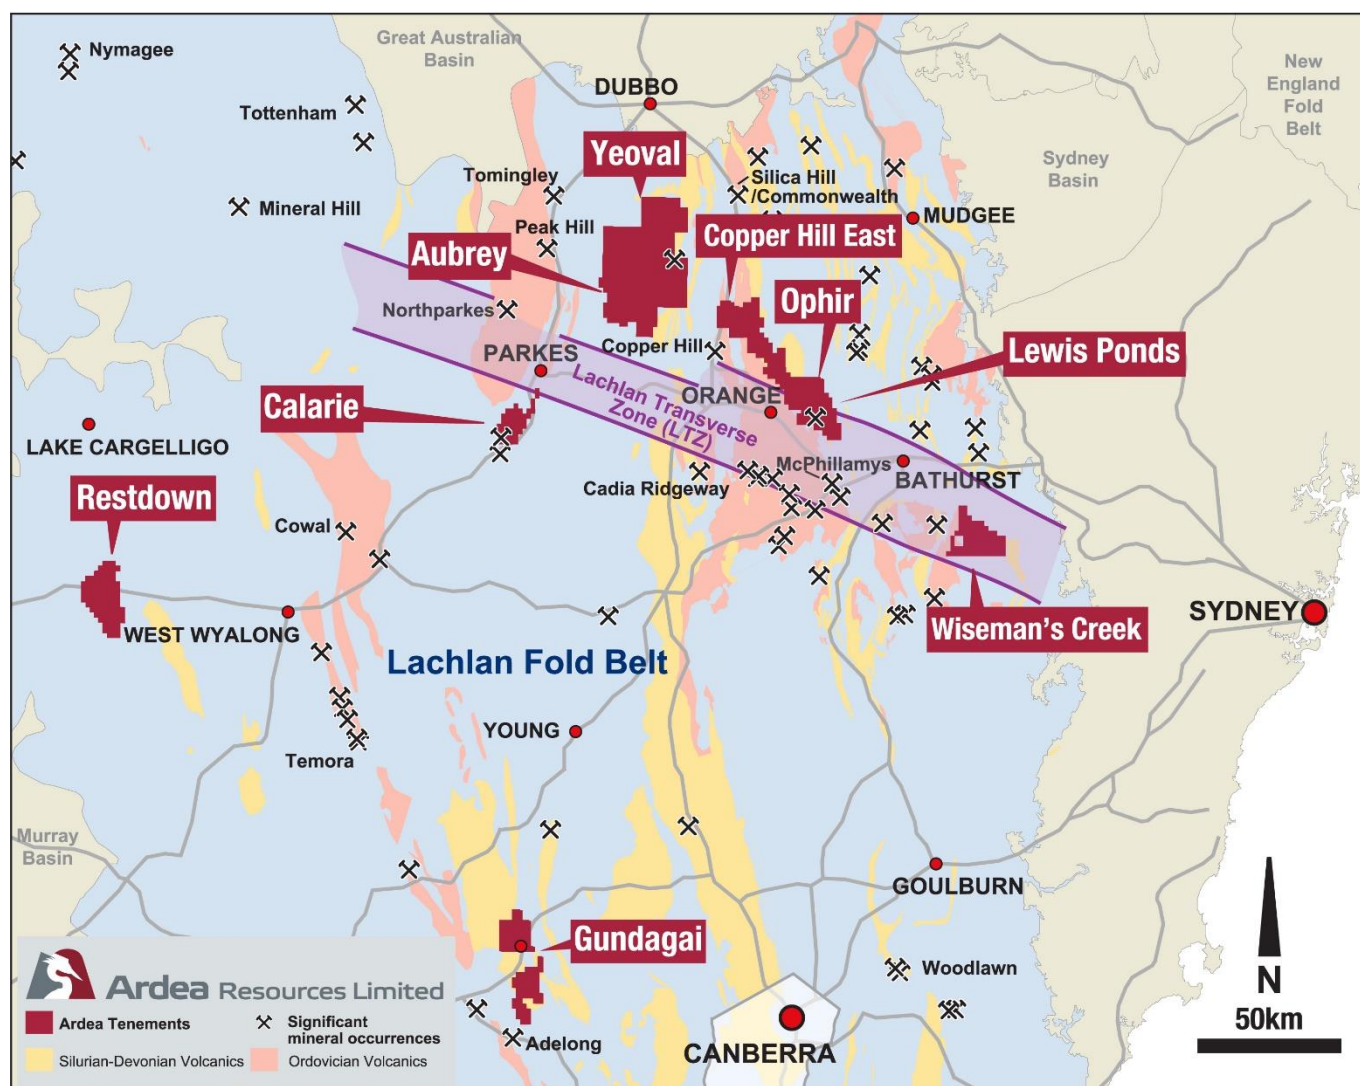 Nymagee
Great Australian
Basin
New
England
Fold
Belt
DUBBO
Tottenham
Yeoval
Sydney
Basin
Tomingley
Silica Hill
/Commonwealth
Mineral Hill
MUDGEE
Peak Hill
Copper Hill East
Aubrey
Ophir
Northparkes
Copper Hill
Lewis Ponds
PARKES
Lachlan Transverse
Zone (LTZ)
ORANGE
Calarie
LAKE CARGELLIGO
McPhillamys
BATHURST
Restdown
Cadia Ridgeway
Cowal
SYDNEY
WEST WYALONG
Wiseman's Creek
Lachlan Fold Belt
YOUNG
Temora
Murray
Basin
GOULBURN
Gundagai
Woodlawn
N
50km
Adelong
CANBERRA
Ardea Resources Limited
Ardea Tenements
Significant
mineral occurrences
Silurian-Devonian Volcanics
Ordovician Volcanics